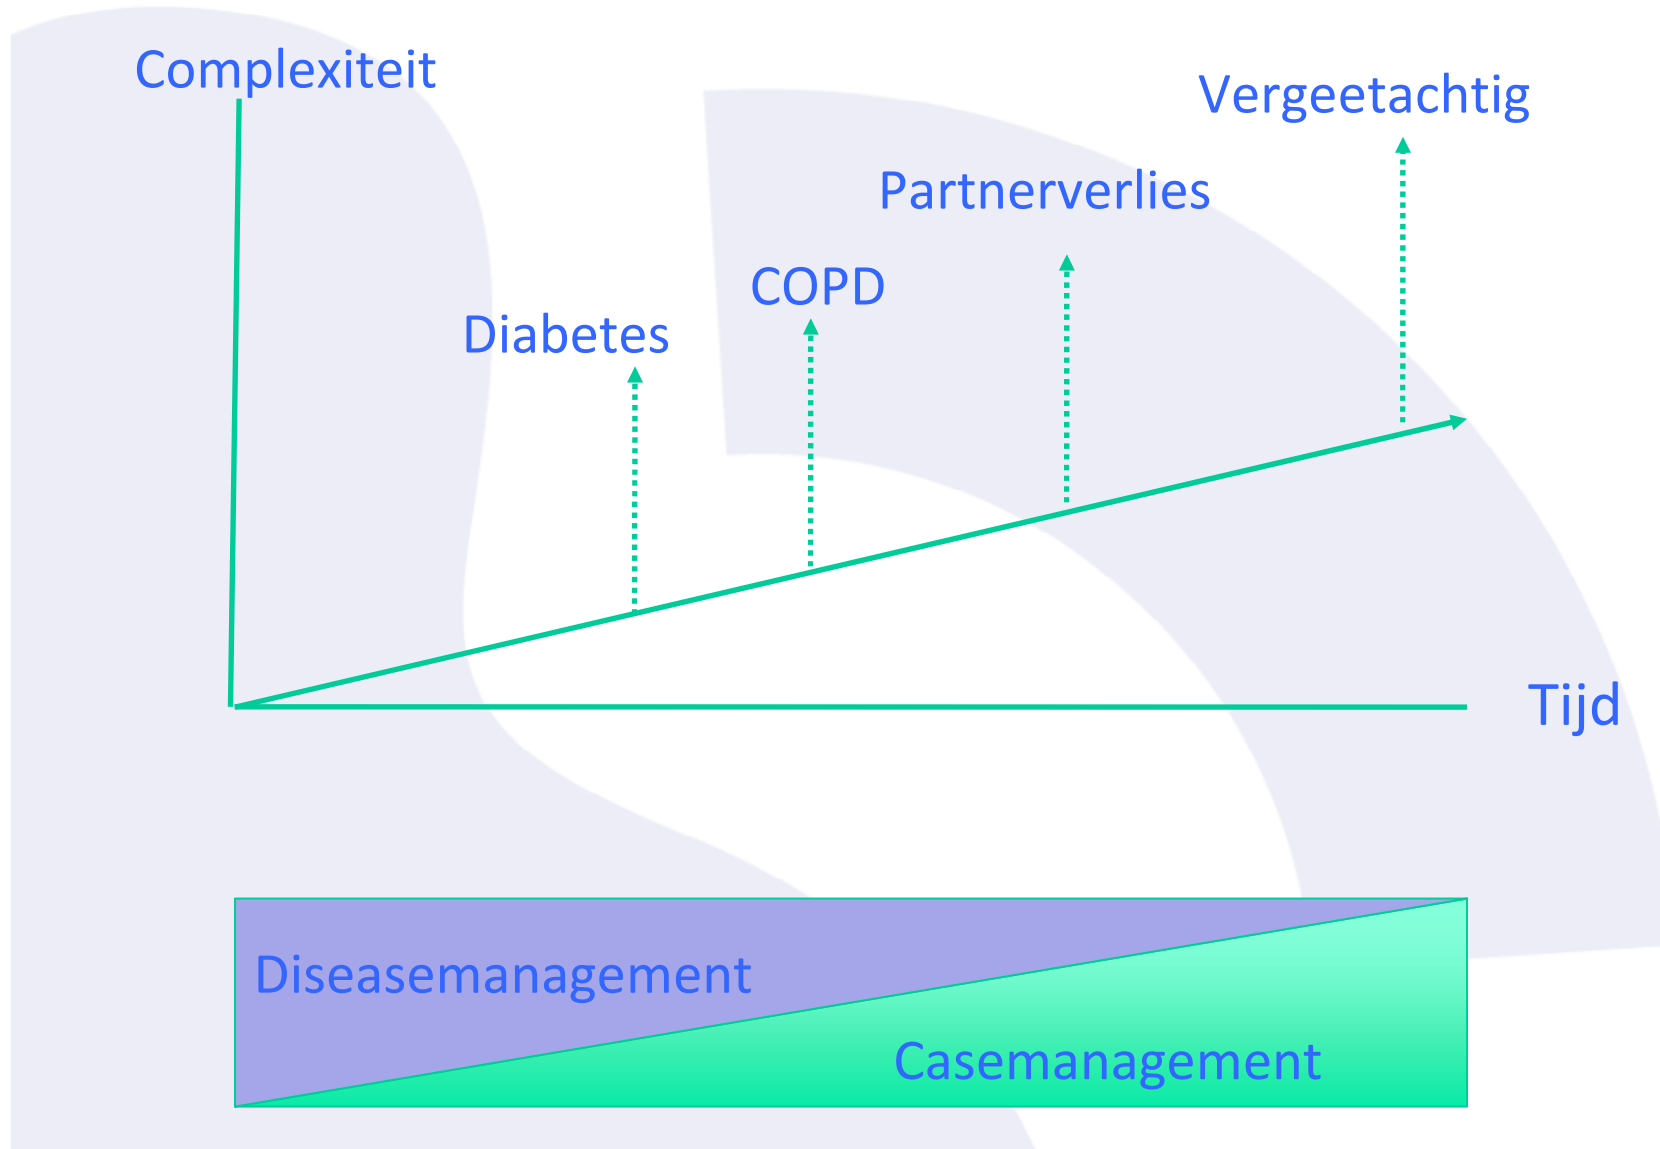 Complexiteit
Vergeetachtig
Partnerverlies
COPD
Diabetes
Tijd
Diseasemanagement
Casemanagement